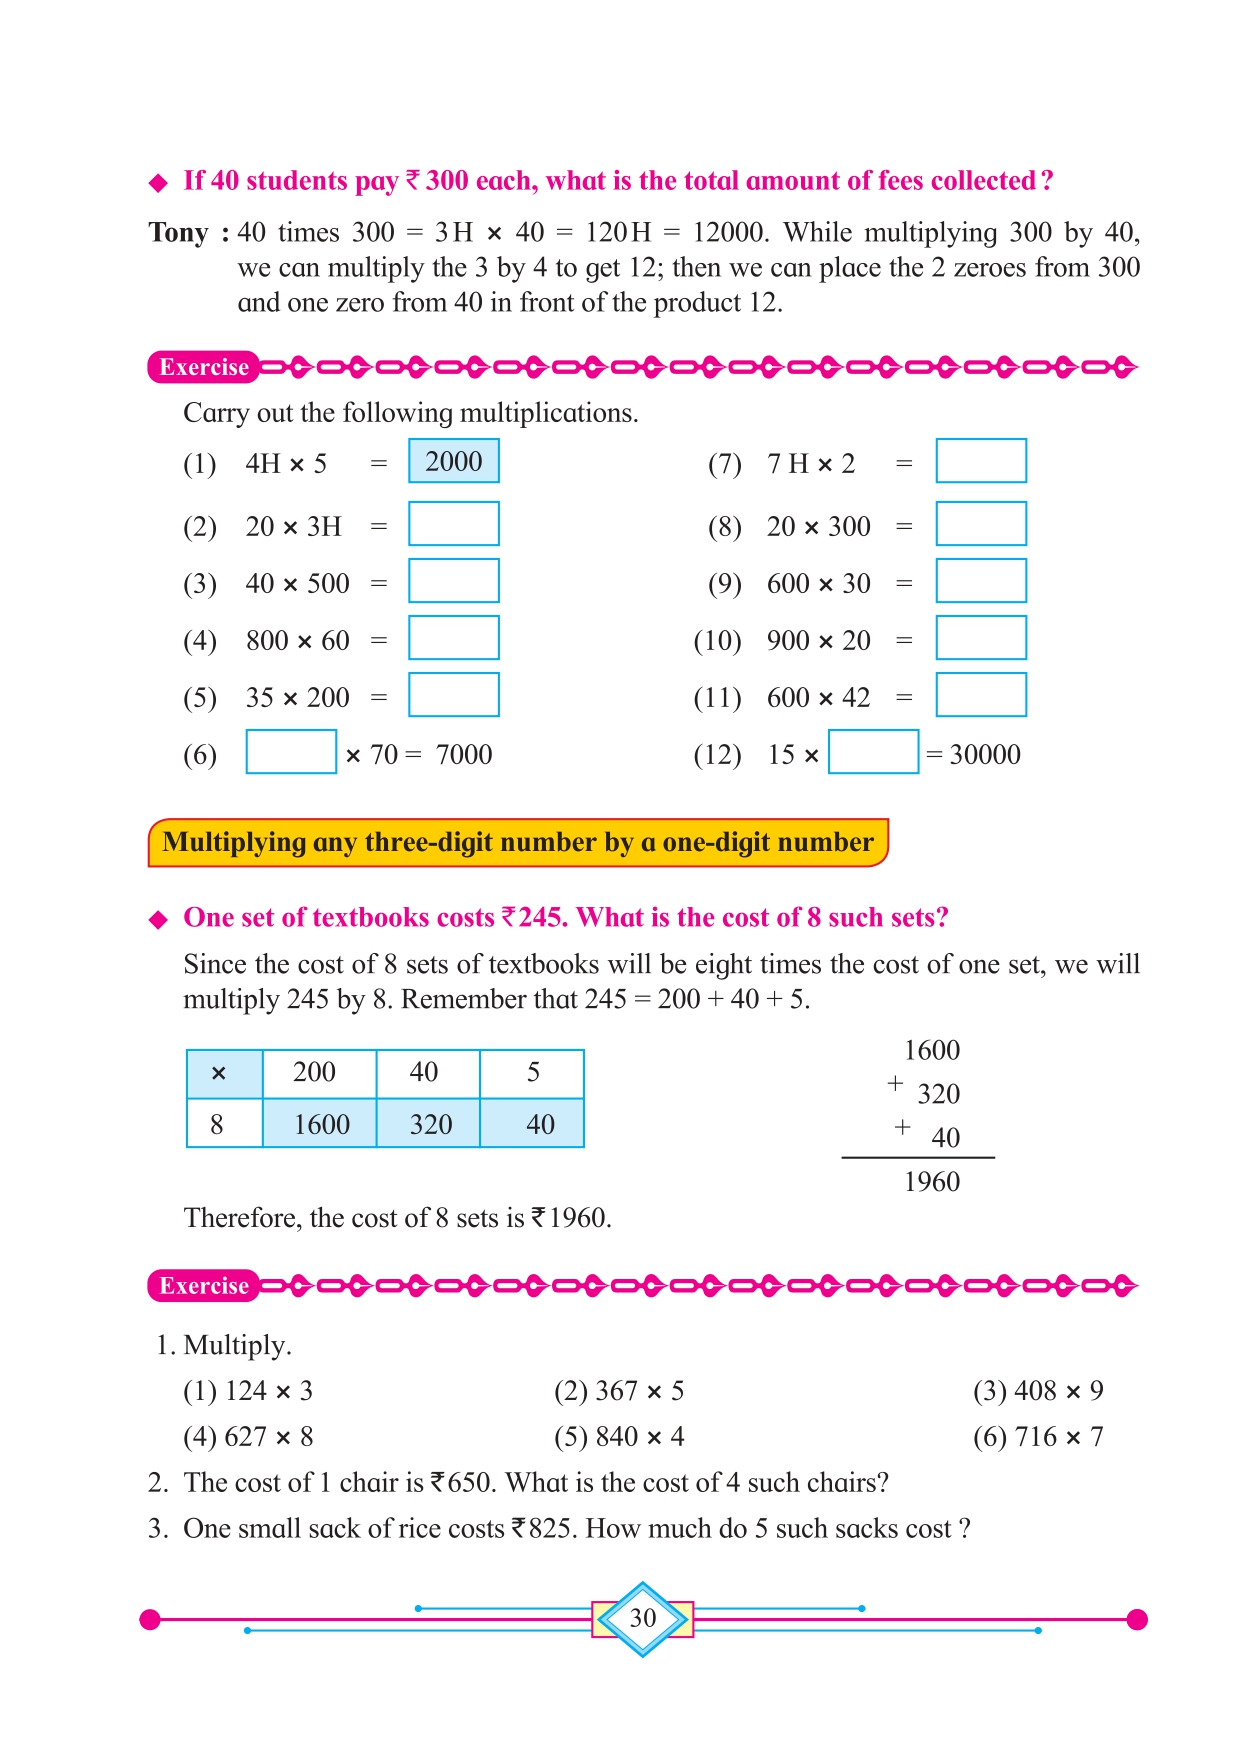 ◆ If 40 students pay ₹ 300 each, what is the total amount of fees collected?
Tony : 40 times 300 = 3H × 40 = 120H = 12000. While multiplying 300 by 40,
we can multiply the 3 by 4 to get 12; then we can place the 2 zeroes from 300
and one zero from 40 in front of the product 12.
Exercise
Carry out the following multiplications.
(1) 4H × 5 = 2000 (7) 7 H × 2 =
(2) 20 × 3H = (8) 20 × 300 =
(3) 40 × 500 = (9) 600 × 30 =
(4) 800 × 60 = (10) 900 × 20 =
(5) 35 × 200 = (11) 600 × 42 =
(6) × 70 = 7000 (12) 15 × = 30000
Multiplying any three-digit number by a one-digit number
◆ One set of textbooks costs ₹245. What is the cost of 8 such sets?
Since the cost of 8 sets of textbooks will be eight times the cost of one set, we will
multiply 245 by 8. Remember that 245 = 200 + 40 + 5.
× 200 40 5
8 1600 320 40
1600
+ 320
+ 40
1960
Therefore, the cost of 8 sets is ₹1960.
Exercise
1. Multiply.
(1) 124 × 3 (2) 367 × 5 (3) 408 × 9
(4) 627 × 8 (5) 840 × 4 (6) 716 × 7
2. The cost of 1 chair is ₹650. What is the cost of 4 such chairs?
3. One small sack of rice costs ₹825. How much do 5 such sacks cost ?
30